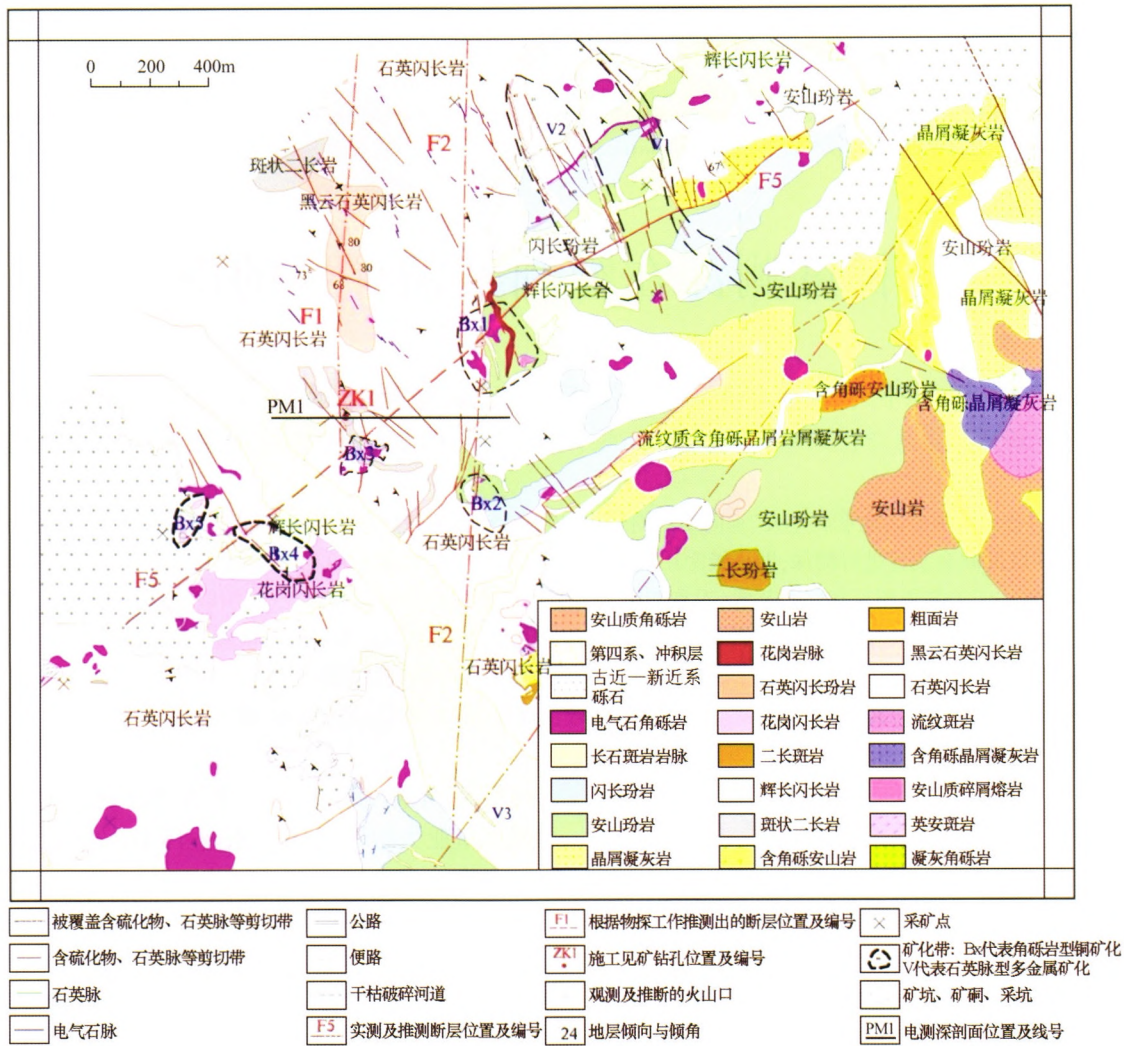 0 200 400m
石英闪长岩
辉长闪长岩
安山玢岩
晶屑凝灰岩
F2
V2
V1
67
F5
斑状二长岩
黑云石英闪长岩
80
80
73
68
闪长玢岩
安山玢岩
晶屑凝灰岩
辉长闪长岩
安山玢岩
F1
石英闪长岩
Bx1
ZK1
PM1
含角砾安山玢岩
含角砾晶屑凝灰岩
流纹质含角砾晶屑岩屑凝灰岩
Bx3
Bx2
安山岩
安山玢岩
Bx5
辉长闪长岩
石英闪长岩
Bx4
二长玢岩
F5
花岗闪长岩
F2
石英闪长岩
石英闪长岩
V3
安山质角砾岩 安山岩 粗面岩
第四系、冲积层 花岗岩脉 黑云石英闪长岩
古近—新近系
砾石 石英闪长玢岩 石英闪长岩
电气石角砾岩 花岗闪长岩 流纹斑岩
长石斑岩岩脉 二长斑岩 含角砾晶屑凝灰岩
闪长玢岩 辉长闪长岩 安山质碎屑熔岩
安山玢岩 斑状二长岩 英安斑岩
晶屑凝灰岩 含角砾安山岩 凝灰角砾岩
被覆盖含硫化物、石英脉等剪切带 公路 F1 根据物探工作推测出的断层位置及编号 采矿点
含硫化物、石英脉等剪切带 便路 ZK1 施工见矿钻孔位置及编号 矿化带：Bx代表角砾岩型铜矿化
V代表石英脉型多金属矿化
石英脉 干枯破碎河道 观测及推断的火山口 矿坑、矿硐、采坑
电气石脉 F5 实测及推测断层位置及编号 24 地层倾向与倾角 PM1 电测深剖面位置及线号